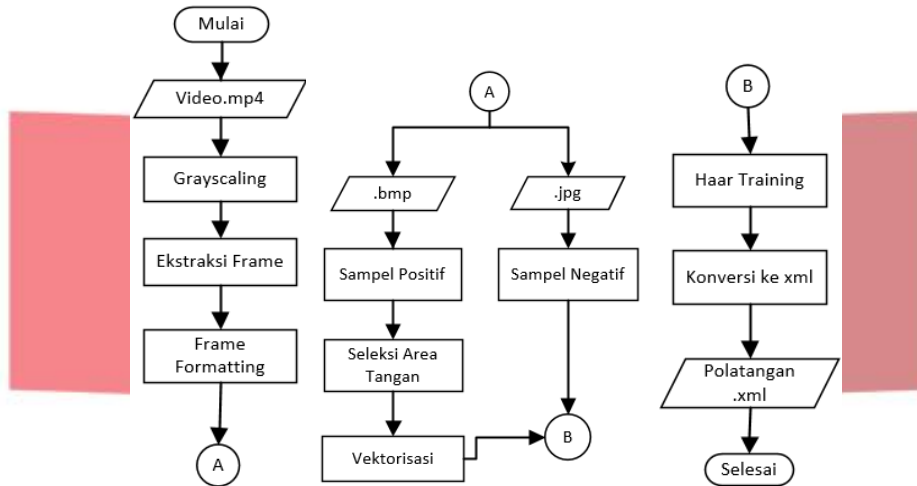 Mulai
Video.mp4
Grayscaling
Ekstraksi Frame
Frame
Formatting
A
A
.bmp
.jpg
Sampel Positif
Sampel Negatif
Seleksi Area
Tangan
Vektorisasi
B
B
Haar Training
Konversi ke xml
Polatangan
.xml
Selesai